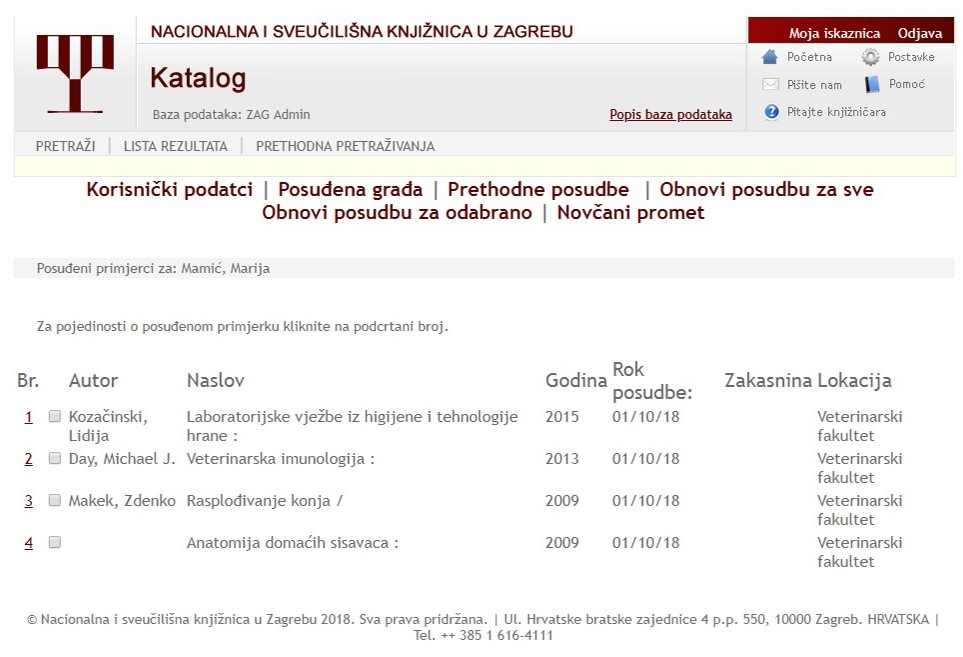 NACIONALNA I SVEUČILIŠNA KNJIŽNICA U ZAGREBU
Moja iskaznica Odjava
Katalog
Početna Postavke
Pišite nam Pomoć
Pitajte knjižničara
Baza podataka: ZAG Admin
Popis baza podataka
PRETRAŽI | LISTA REZULTATA | PRETHODNA PRETRAŽIVANJA
Korisnički podatci | Posuđena građa | Prethodne posudbe | Obnovi posudbu za sve
Obnovi posudbu za odabrano | Novčani promet
Posuđeni primjerci za: Mamić, Marija
Za pojedinosti o posuđenom primjerku kliknite na podcrtani broj.
Br. Autor Naslov Godina Rok posudbe: Zakasnina Lokacija
1 Kozačinski, Laboratorijske vježbe iz higijene i tehnologije 2015 01/10/18 Veterinarski
Lidija hrane : fakultet
2 Day, Michael J. Veterinarska imunologija : 2013 01/10/18 Veterinarski
fakultet
3 Makek, Zdenko Rasplođivanje konja / 2009 01/10/18 Veterinarski
fakultet
4 Anatomija domaćih sisavaca : 2009 01/10/18 Veterinarski
fakultet
© Nacionalna i sveučilišna knjižnica u Zagrebu 2018. Sva prava pridržana. | Ul. Hrvatske bratske zajednice 4 p.p. 550, 10000 Zagreb. HRVATSKA |
Tel. ++ 385 1 616-4111